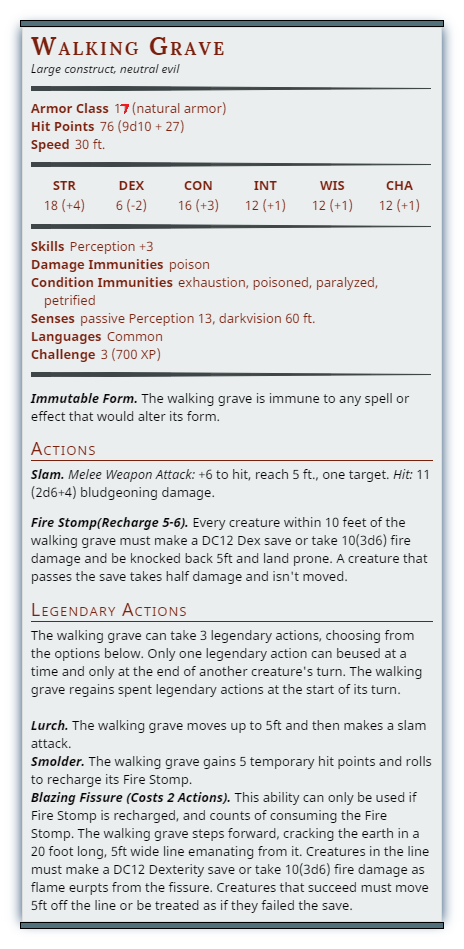 Walking Grave
Large construct, neutral evil
Armor Class 17 (natural armor)
Hit Points 76 (9d10 + 27)
Speed 30 ft.
STR DEX CON INT WIS CHA
18 (+4) 6 (-2) 16 (+3) 12 (+1) 12 (+1) 12 (+1)
Skills Perception +3
Damage Immunities poison
Condition Immunities exhaustion, poisoned, paralyzed,
petrified
Senses passive Perception 13, darkvision 60 ft.
Languages Common
Challenge 3 (700 XP)
Immutable Form. The walking grave is immune to any spell or
effect that would alter its form.
Actions
Slam. Melee Weapon Attack: +6 to hit, reach 5 ft., one target. Hit: 11
(2d6+4) bludgeoning damage.
Fire Stomp(Recharge 5-6). Every creature within 10 feet of the
walking grave must make a DC12 Dex save or take 10(3d6) fire
damage and be knocked back 5ft and land prone. A creature that
passes the save takes half damage and isn't moved.
Legendary Actions
The walking grave can take 3 legendary actions, choosing from
the options below. Only one legendary action can beused at a
time and only at the end of another creature's turn. The walking
grave regains spent legendary actions at the start of its turn.
Lurch. The walking grave moves up to 5ft and then makes a slam
attack.
Smolder. The walking grave gains 5 temporary hit points and rolls
to recharge its Fire Stomp.
Blazing Fissure (Costs 2 Actions). This ability can only be used if
Fire Stomp is recharged, and counts of consuming the Fire
Stomp. The walking grave steps forward, cracking the earth in a
20 foot long, 5ft wide line emanating from it. Creatures in the line
must make a DC12 Dexterity save or take 10(3d6) fire damage as
flame eurpts from the fissure. Creatures that succeed must move
5ft off the line or be treated as if they failed the save.